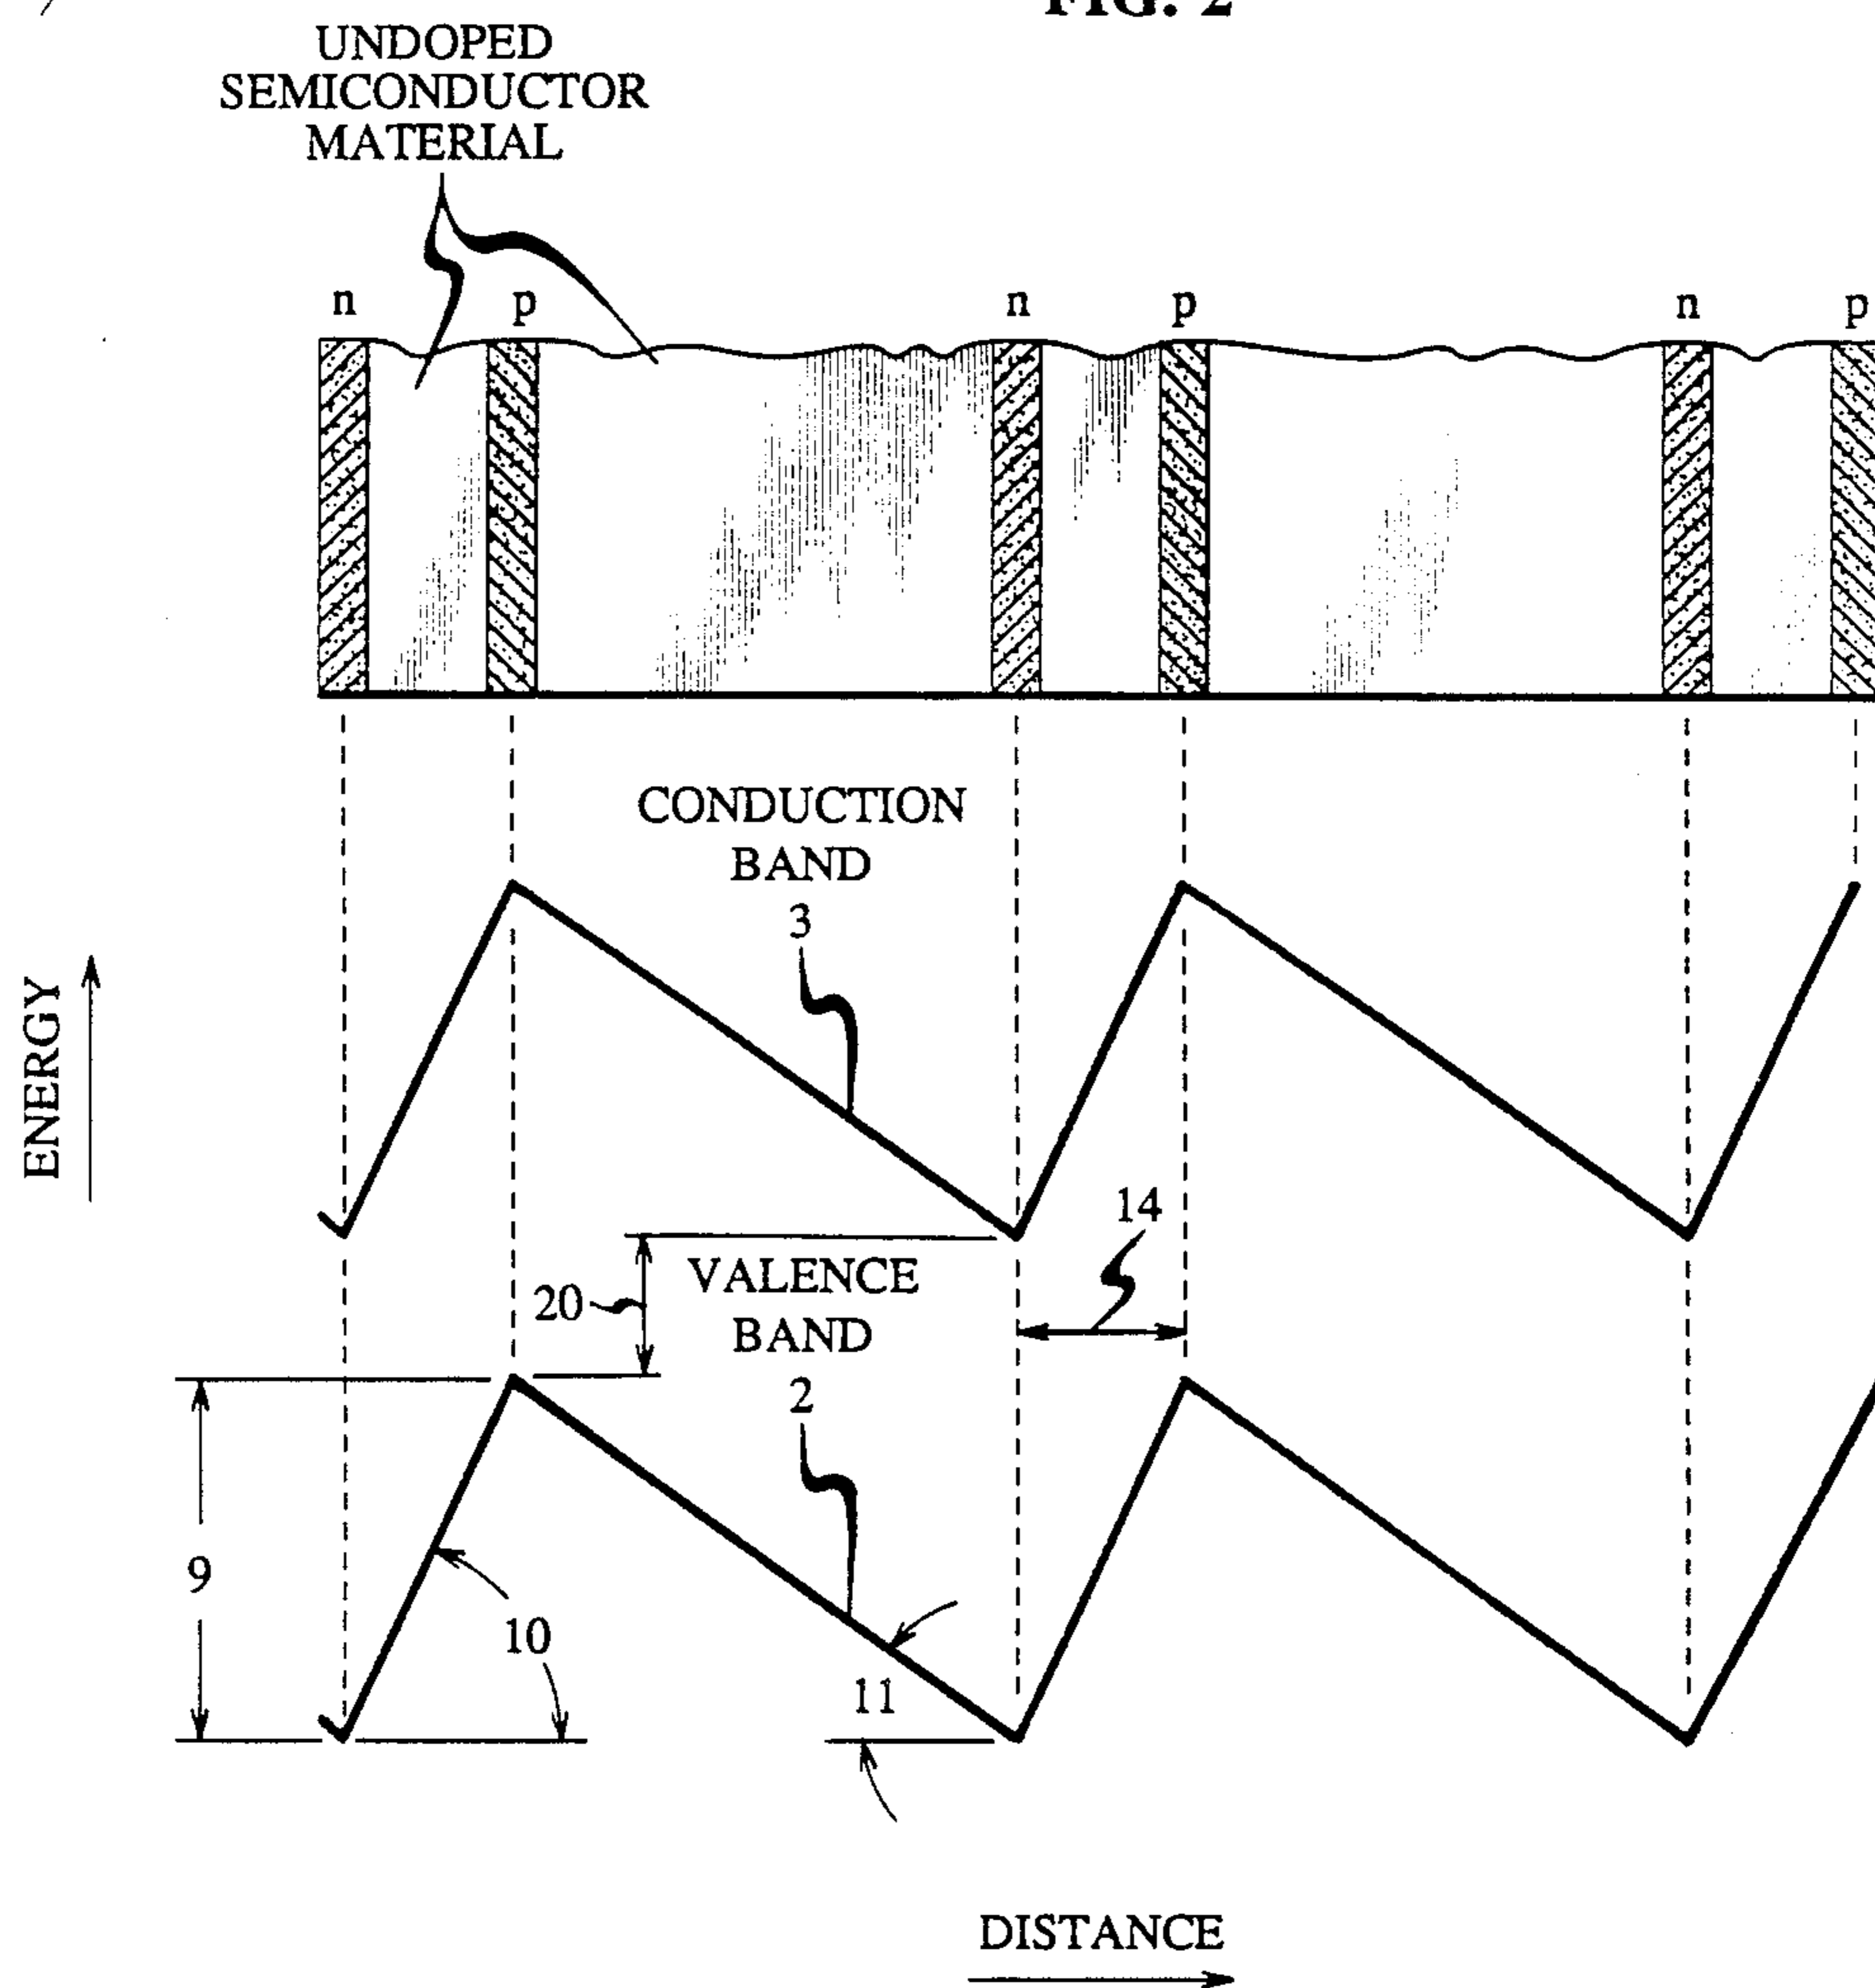 FIG. 2
UNDOPED
SEMICONDUCTOR
MATERIAL
n p n p n p
CONDUCTION
BAND
3
ENERGY
14
VALENCE
BAND
20
2
9
10
11
DISTANCE